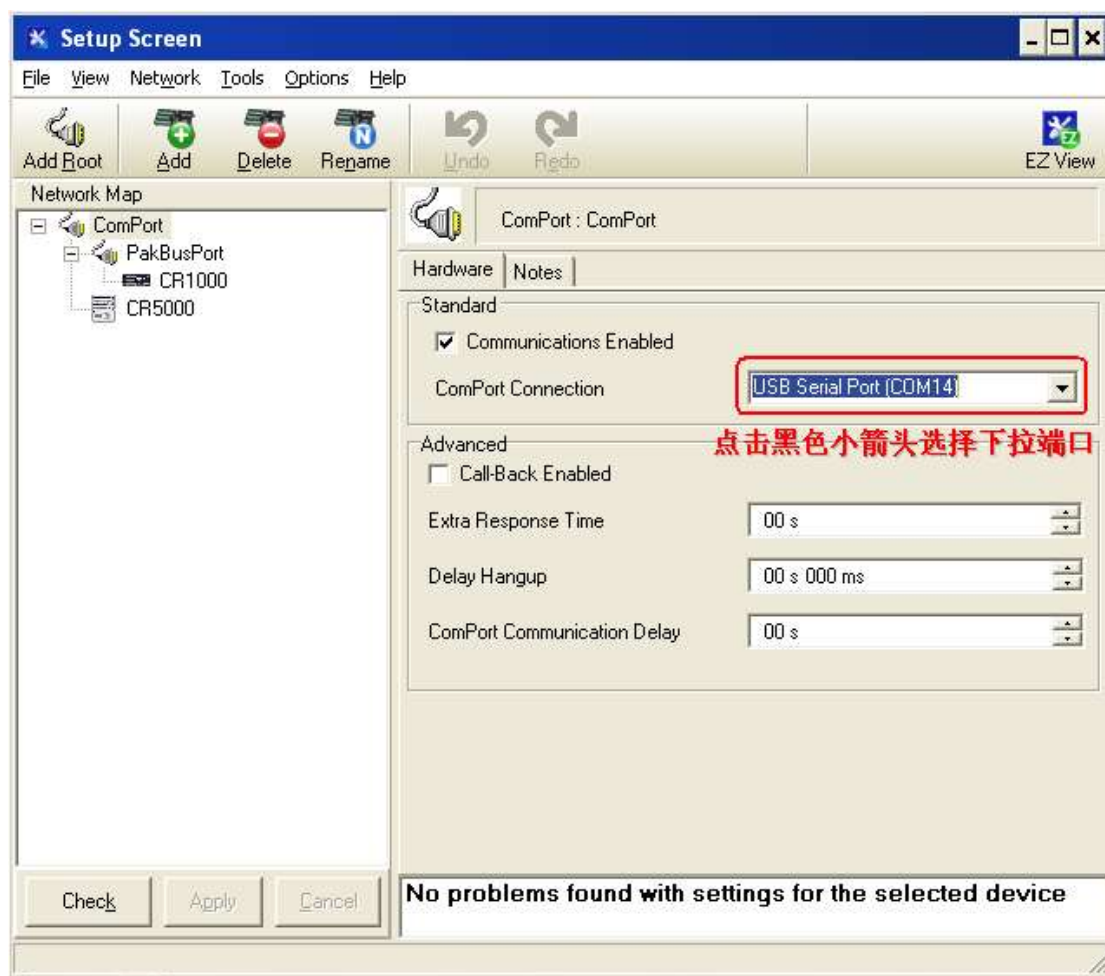 Setup Screen
File View Network Tools Options Help
Add Root Add Delete Rename Undo Redo EZ View
Network Map
ComPort
PakBusPort
CR1000
CR5000
ComPort : ComPort
Hardware Notes
Standard
Communications Enabled
ComPort Connection USB Serial Port (COM14)
点击黑色小箭头选择下拉端口
Advanced
Call-Back Enabled
Extra Response Time 00 s
Delay Hangup 00 s 000 ms
ComPort Communication Delay 00 s
Check Apply Cancel
No problems found with settings for the selected device